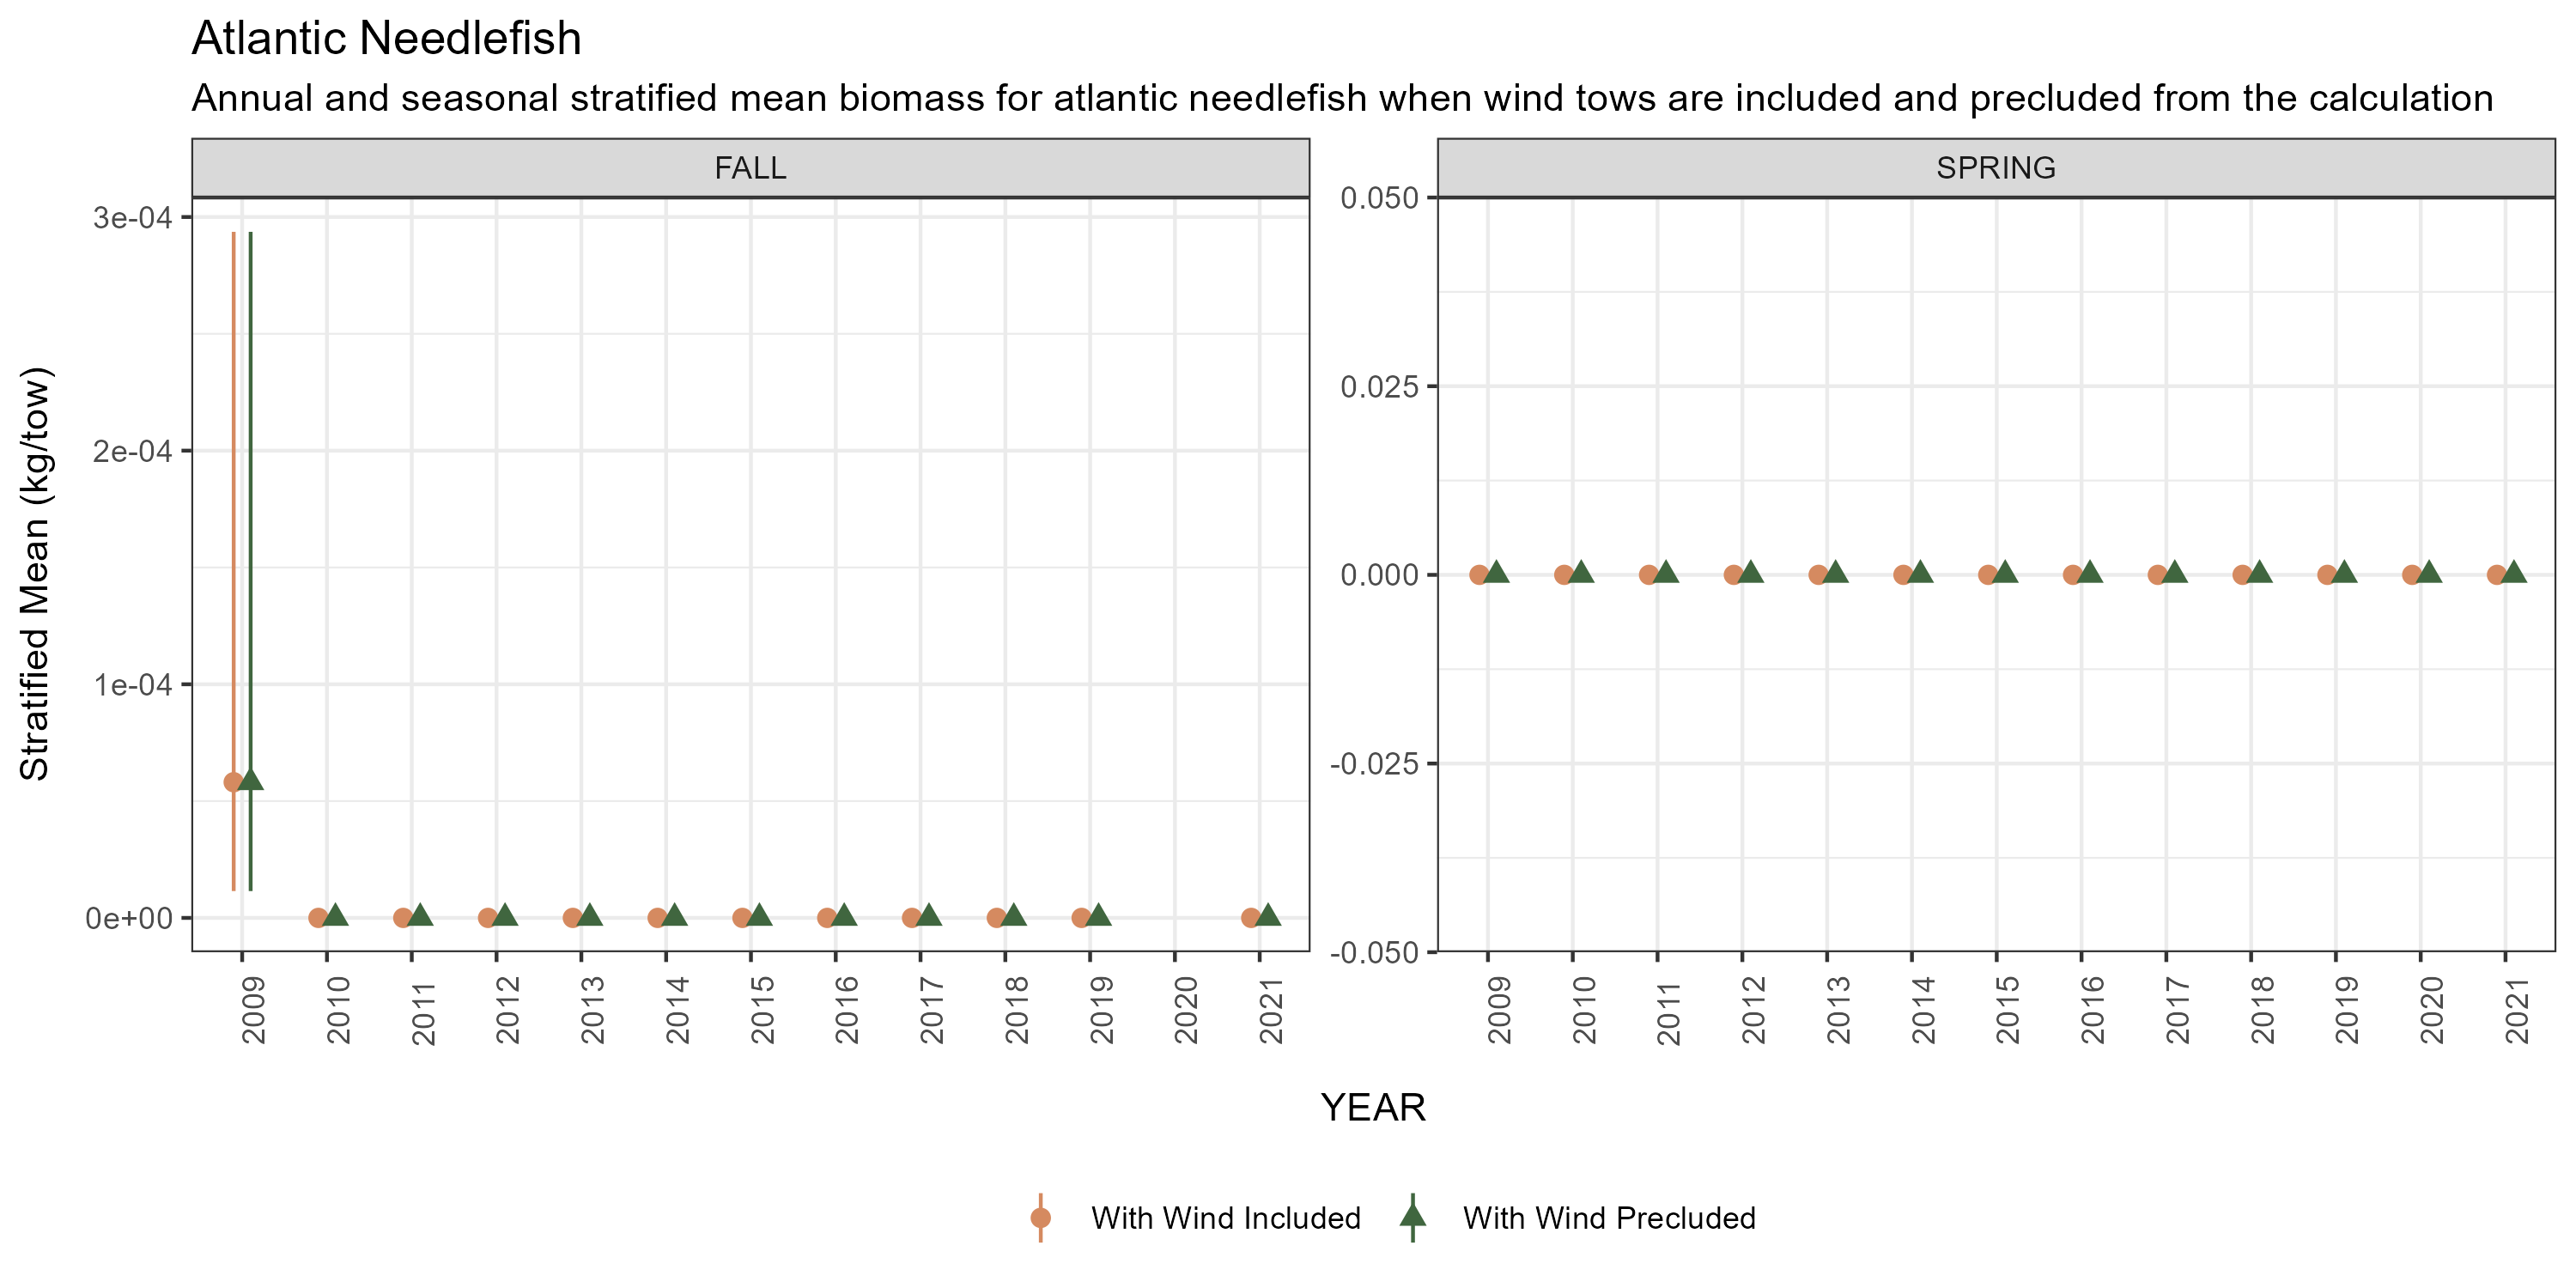 Atlantic Needlefish
Annual and seasonal stratified mean biomass for atlantic needlefish when wind tows are included and precluded from the calculation
FALL
SPRING
Stratified Mean (kg/tow)
3e-04
2e-04
1e-04
0e+00
0.050
0.025
0.000
-0.025
-0.050
2009 2010 2011 2012 2013 2014 2015 2016 2017 2018 2019 2020 2021
2009 2010 2011 2012 2013 2014 2015 2016 2017 2018 2019 2020 2021
YEAR
With Wind Included
With Wind Precluded